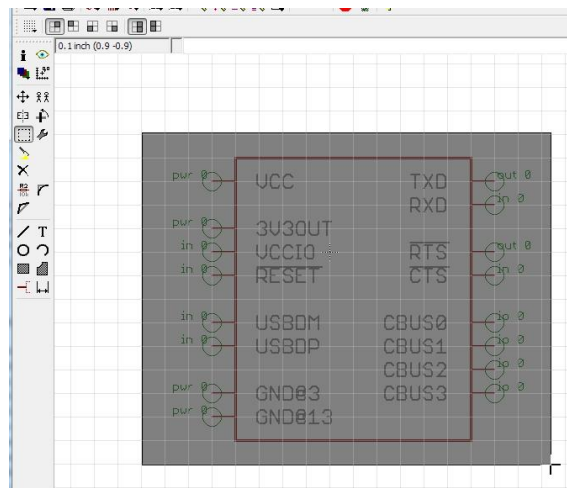 0.1 inch (0.9 -0.9)
pwr 0 VCC TXD out 0
RXD in 0
pwr 0 3V3OUT
in 0 VCCIO RTS out 0
in 0 RESET CTS in 0
in 0 USBDM CBUS0 io 0
in 0 USBDP CBUS1 io 0
CBUS2 io 0
pwr 0 GND@3 CBUS3 io 0
pwr 0 GND@13